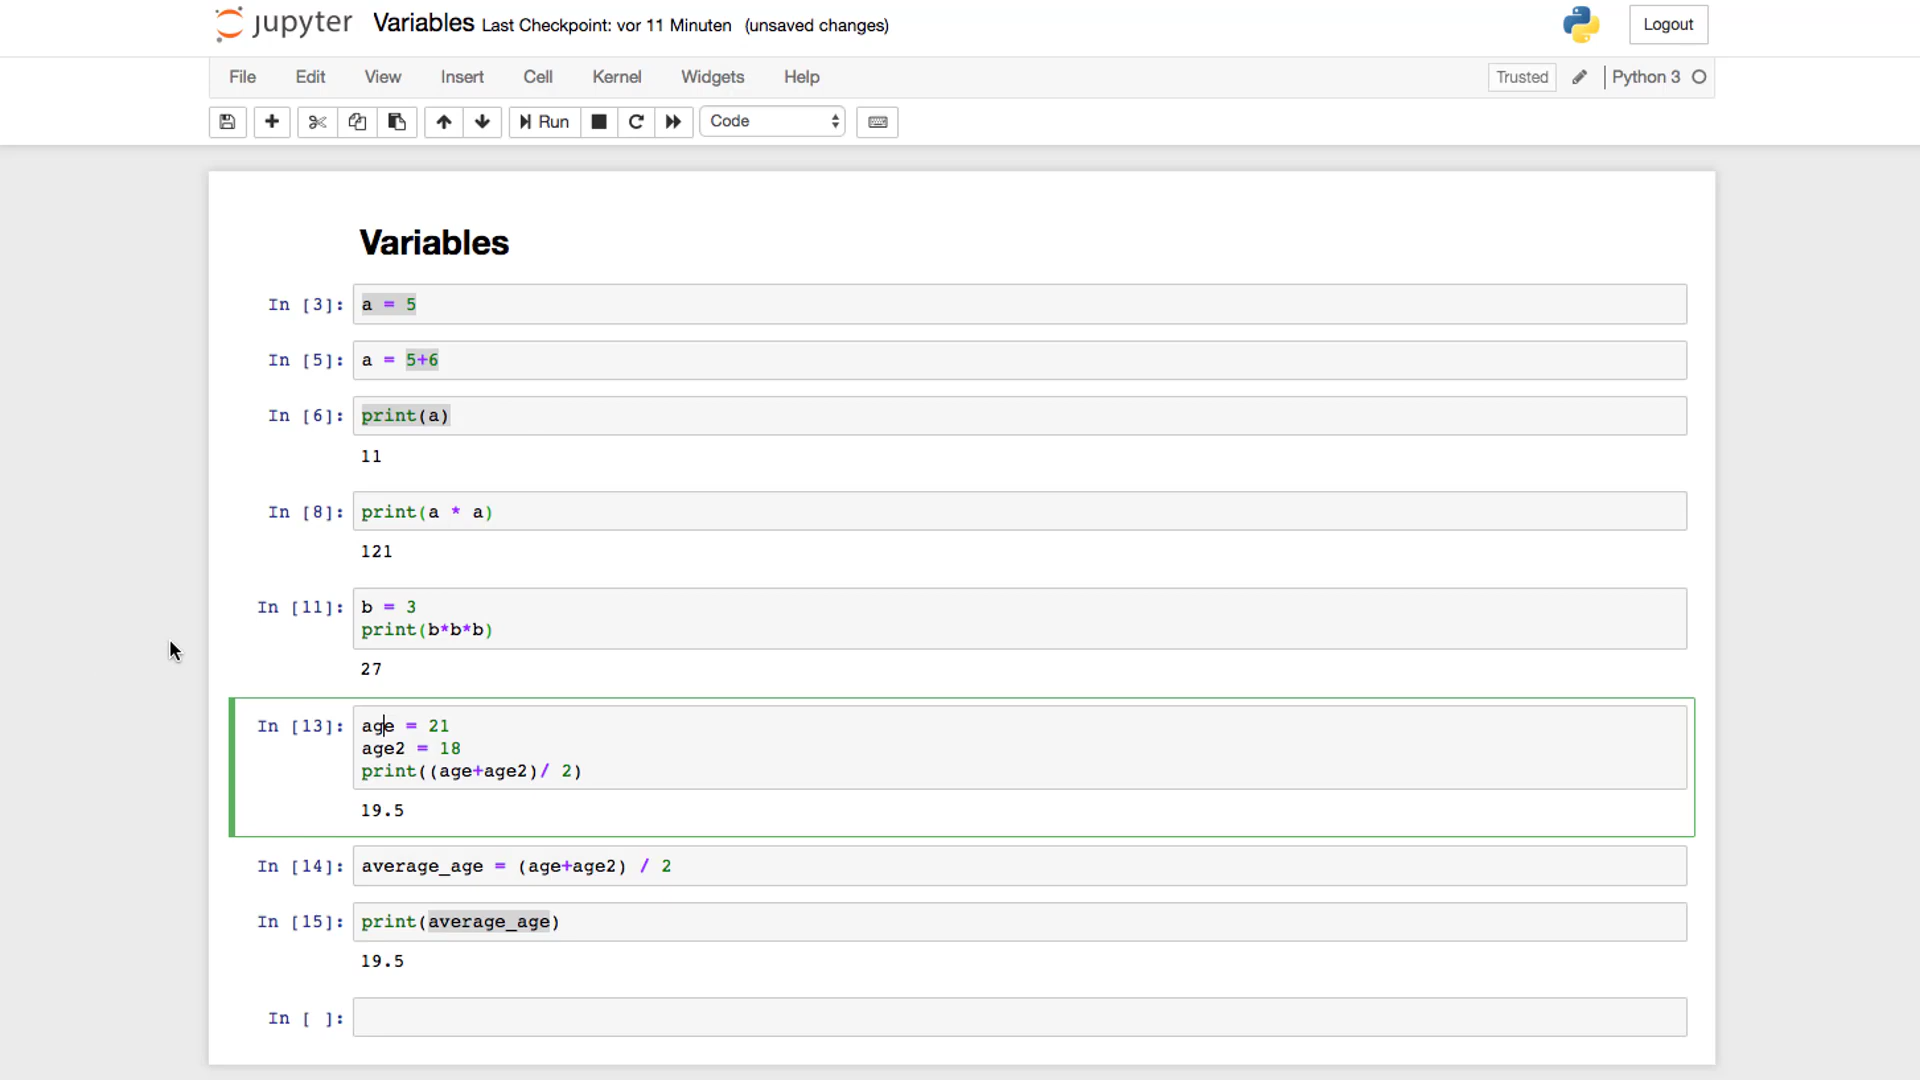 jupyter Variables Last Checkpoint: vor 11 Minuten (unsaved changes) Logout
File Edit View Insert Cell Kernel Widgets Help Trusted Python 3
Run Code
Variables
In [3]: a = 5
In [5]: a = 5+6
In [6]: print(a)
11
In [8]: print(a * a)
121
In [11]: b = 3
print(b*b*b)
27
In [13]: age = 21
age2 = 18
print((age+age2)/ 2)
19.5
In [14]: average_age = (age+age2) / 2
In [15]: print(average_age)
19.5
In [ ]: